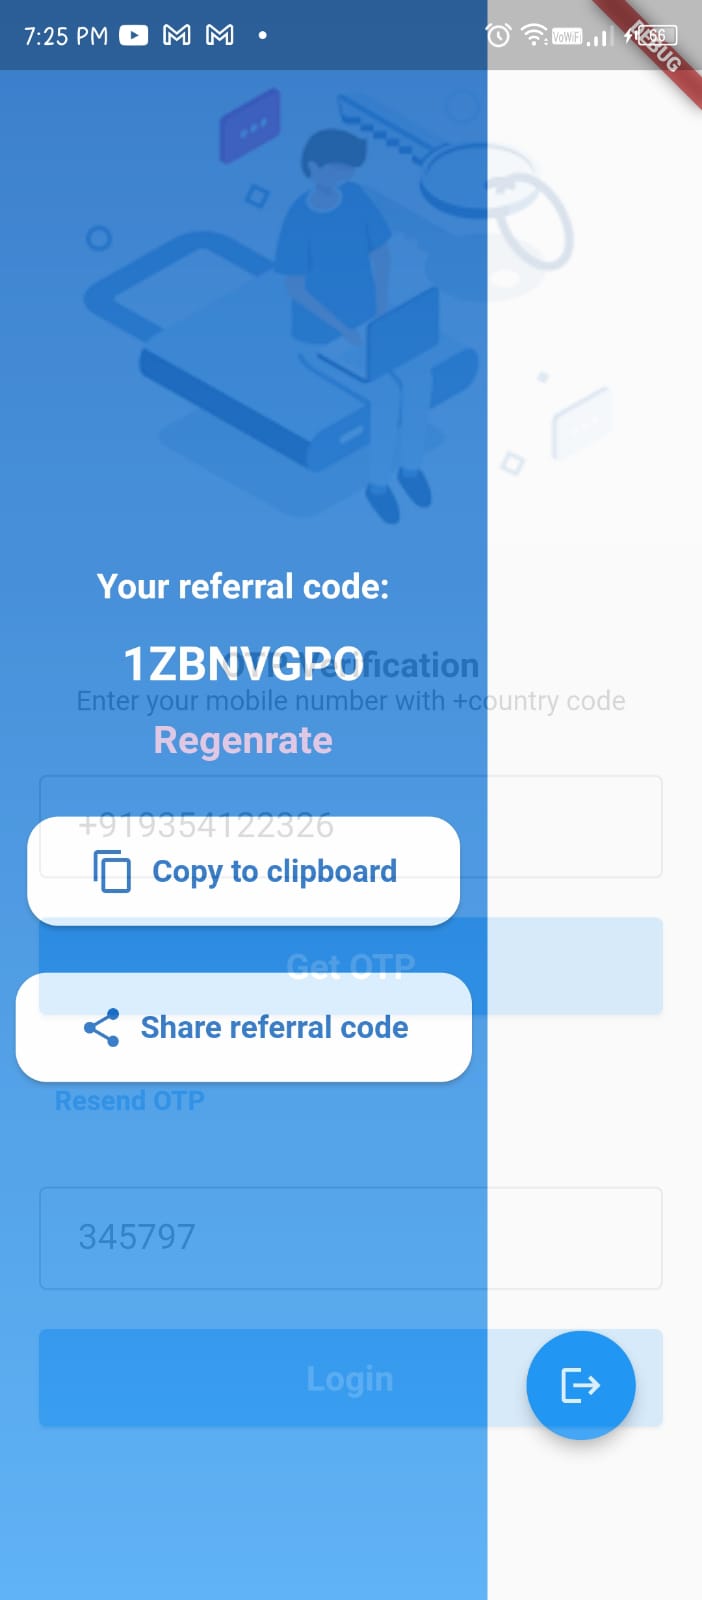 7:25 PM
VoWiFi
66
DEBUG
Your referral code:
1ZBNVGPO
OTP Verification
Enter your mobile number with +country code
Regenrate
+919354122326
Copy to clipboard
Get OTP
Share referral code
Resend OTP
345797
Login